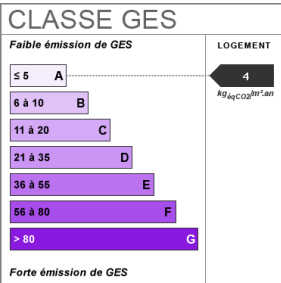 CLASSE GES
Faible émission de GES
LOGEMENT
≤ 5 A
4
kgéqCO2/m².an
6 à 10 B
11 à 20 C
21 à 35 D
36 à 55 E
56 à 80 F
> 80 G
Forte émission de GES